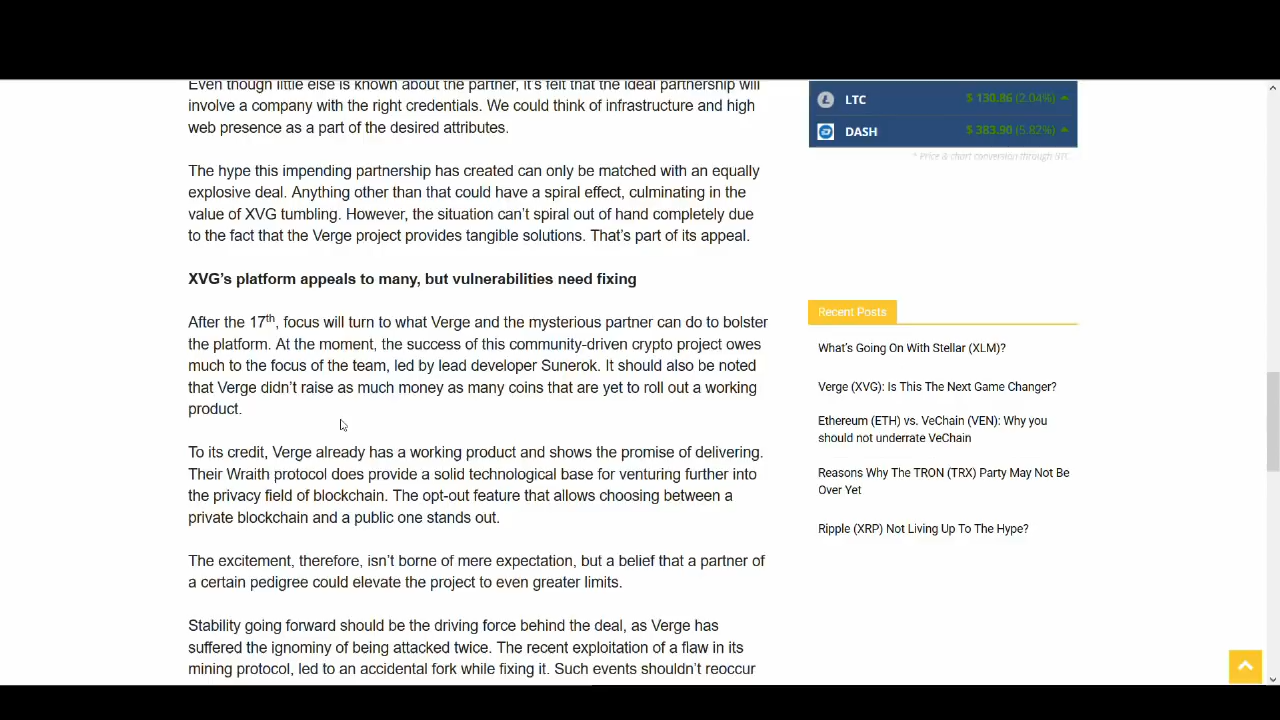 Even though little else is known about the partner, it's felt that the ideal partnership will
involve a company with the right credentials. We could think of infrastructure and high
web presence as a part of the desired attributes.
The hype this impending partnership has created can only be matched with an equally
explosive deal. Anything other than that could have a spiral effect, culminating in the
value of XVG tumbling. However, the situation can't spiral out of hand completely due
to the fact that the Verge project provides tangible solutions. That's part of its appeal.
XVG's platform appeals to many, but vulnerabilities need fixing
After the 17th, focus will turn to what Verge and the mysterious partner can do to bolster
the platform. At the moment, the success of this community-driven crypto project owes
much to the focus of the team, led by lead developer Sunerok. It should also be noted
that Verge didn't raise as much money as many coins that are yet to roll out a working
product.
To its credit, Verge already has a working product and shows the promise of delivering.
Their Wraith protocol does provide a solid technological base for venturing further into
the privacy field of blockchain. The opt-out feature that allows choosing between a
private blockchain and a public one stands out.
The excitement, therefore, isn't borne of mere expectation, but a belief that a partner of
a certain pedigree could elevate the project to even greater limits.
Stability going forward should be the driving force behind the deal, as Verge has
suffered the ignominy of being attacked twice. The recent exploitation of a flaw in its
mining protocol, led to an accidental fork while fixing it. Such events shouldn't reoccur
LTC $ 130.86 (2.04%)
DASH $ 383.90 (5.82%)
* Price & chart conversion through BTC
Recent Posts
What's Going On With Stellar (XLM)?
Verge (XVG): Is This The Next Game Changer?
Ethereum (ETH) vs. VeChain (VEN): Why you
should not underrate VeChain
Reasons Why The TRON (TRX) Party May Not Be
Over Yet
Ripple (XRP) Not Living Up To The Hype?